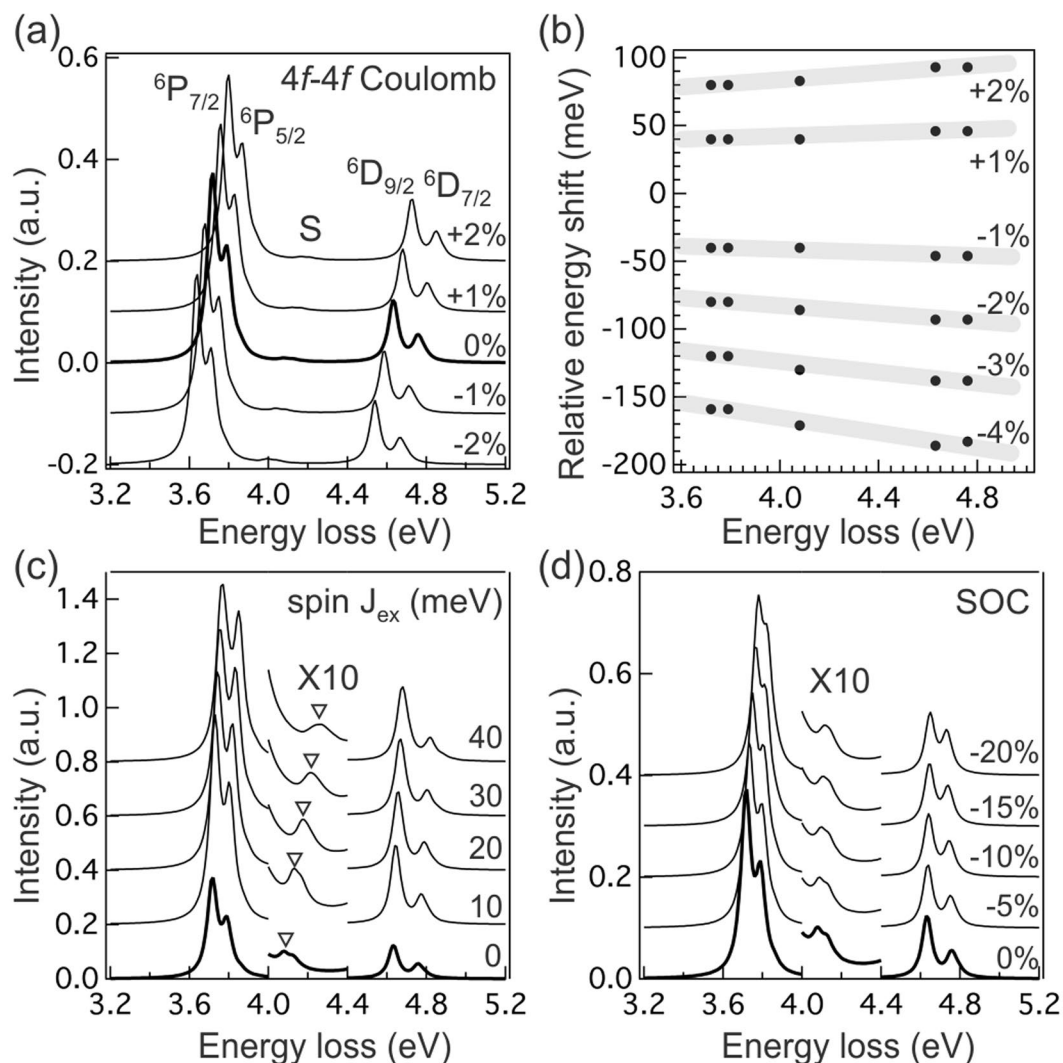 (a)
4f-4f Coulomb
⁶P₇/₂
⁶P₅/₂
⁶D₉/₂ ⁶D₇/₂
S
+2%
+1%
0%
-1%
-2%
0.6
0.4
0.2
0.0
-0.2
Intensity (a.u.)
3.2 3.6 4.0 4.4 4.8 5.2
Energy loss (eV)
(b)
100
50
0
-50
-100
-150
-200
Relative energy shift (meV)
+2%
+1%
-1%
-2%
-3%
-4%
3.6 4.0 4.4 4.8
Energy loss (eV)
(c)
spin Jₑₓ (meV)
X10
40
30
20
10
0
1.4
1.2
1.0
0.8
0.6
0.4
0.2
0.0
Intensity (a.u.)
3.2 3.6 4.0 4.4 4.8 5.2
Energy loss (eV)
(d)
SOC
X10
-20%
-15%
-10%
-5%
0%
0.8
0.6
0.4
0.2
0.0
Intensity (a.u.)
3.2 3.6 4.0 4.4 4.8 5.2
Energy loss (eV)